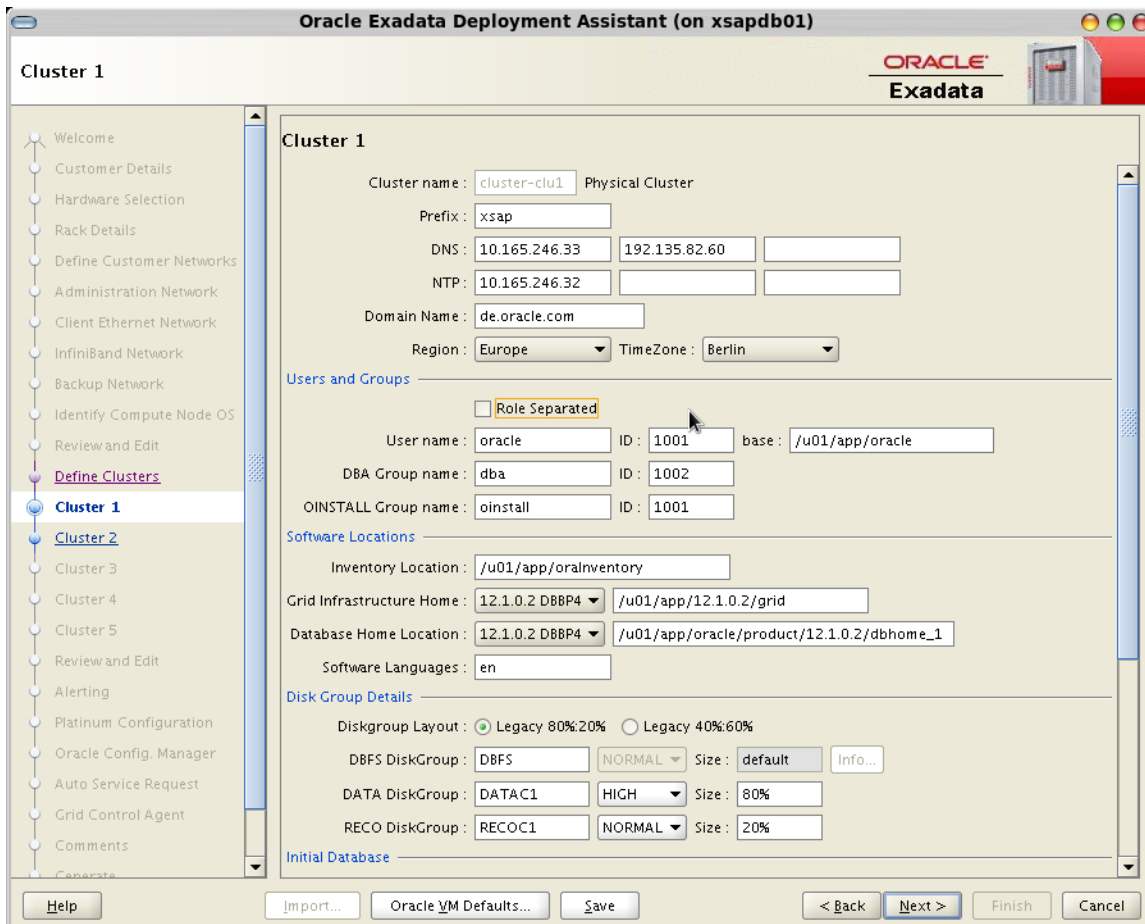 Oracle Exadata Deployment Assistant (on xsapdb01)
Cluster 1
ORACLE
Exadata
Welcome
Customer Details
Hardware Selection
Rack Details
Define Customer Networks
Administration Network
Client Ethernet Network
InfiniBand Network
Backup Network
Identify Compute Node OS
Review and Edit
Define Clusters
Cluster 1
Cluster 2
Cluster 3
Cluster 4
Cluster 5
Review and Edit
Alerting
Platinum Configuration
Oracle Config. Manager
Auto Service Request
Grid Control Agent
Comments
Generate
Cluster 1
Cluster name : cluster-clu1 Physical Cluster
Prefix : xsap
DNS : 10.165.246.33 192.135.82.60
NTP : 10.165.246.32
Domain Name : de.oracle.com
Region : Europe TimeZone : Berlin
Users and Groups
Role Separated
User name : oracle ID : 1001 base : /u01/app/oracle
DBA Group name : dba ID : 1002
OINSTALL Group name : oinstall ID : 1001
Software Locations
Inventory Location : /u01/app/oraInventory
Grid Infrastructure Home : 12.1.0.2 DBBP4 /u01/app/12.1.0.2/grid
Database Home Location : 12.1.0.2 DBBP4 /u01/app/oracle/product/12.1.0.2/dbhome_1
Software Languages : en
Disk Group Details
Diskgroup Layout : Legacy 80%:20% Legacy 40%:60%
DBFS DiskGroup : DBFS NORMAL Size : default Info...
DATA DiskGroup : DATAC1 HIGH Size : 80%
RECO DiskGroup : RECOC1 NORMAL Size : 20%
Initial Database
Help Import... Oracle VM Defaults... Save < Back Next > Finish Cancel